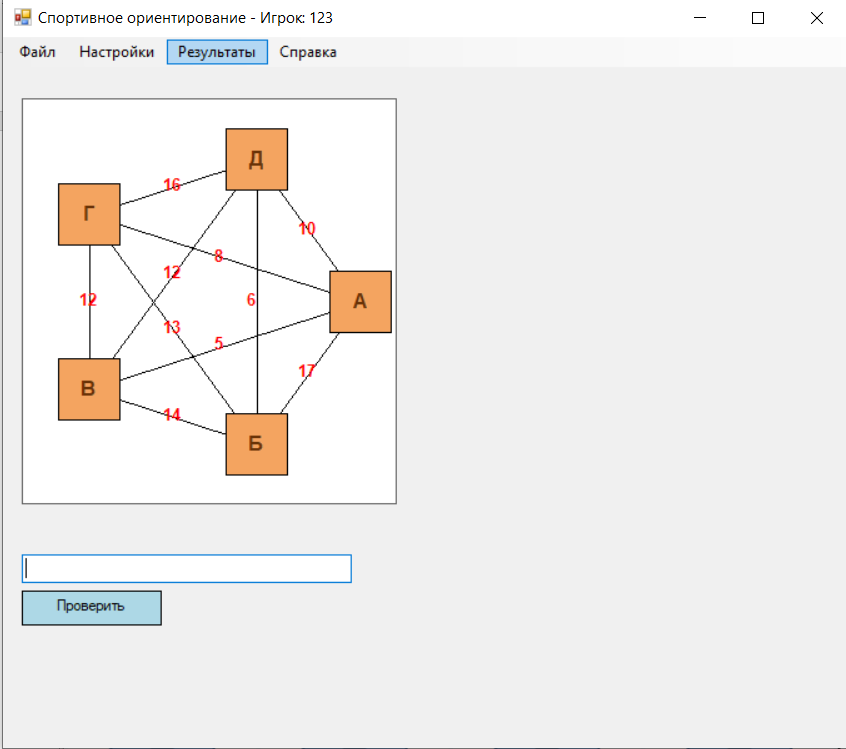 Спортивное ориентирование - Игрок: 123
Файл Настройки Результаты Справка
Д
16
Г
10
8
12
А
12
6
13
5
17
В
14
Б
Проверить